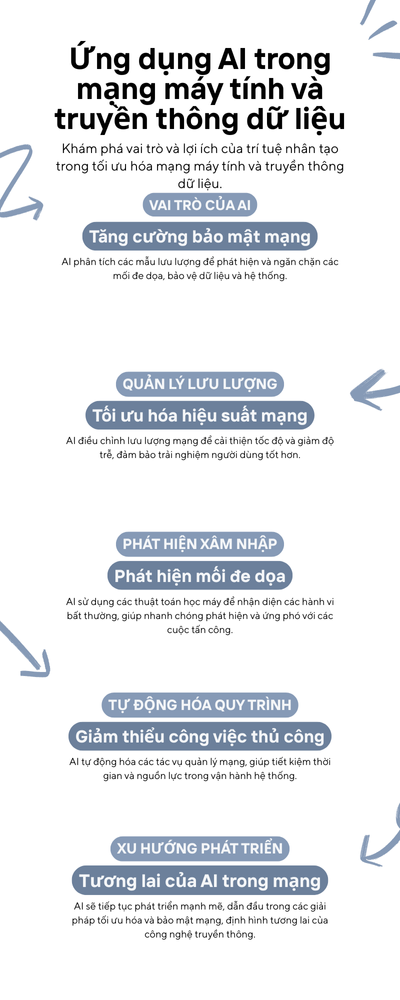 Ứng dụng AI trong
mạng máy tính và
truyền thông dữ liệu
Khám phá vai trò và lợi ích của trí tuệ nhân tạo
trong tối ưu hóa mạng máy tính và truyền thông
dữ liệu.
VAI TRÒ CỦA AI
Tăng cường bảo mật mạng
AI phân tích các mẫu lưu lượng để phát hiện và ngăn chặn các
mối đe dọa, bảo vệ dữ liệu và hệ thống.
QUẢN LÝ LƯU LƯỢNG
Tối ưu hóa hiệu suất mạng
AI điều chỉnh lưu lượng mạng để cải thiện tốc độ và giảm độ
trễ, đảm bảo trải nghiệm người dùng tốt hơn.
PHÁT HIỆN XÂM NHẬP
Phát hiện mối đe dọa
AI sử dụng các thuật toán học máy để nhận diện các hành vi
bất thường, giúp nhanh chóng phát hiện và ứng phó với các
cuộc tấn công.
TỰ ĐỘNG HÓA QUY TRÌNH
Giảm thiểu công việc thủ công
AI tự động hóa các tác vụ quản lý mạng, giúp tiết kiệm thời
gian và nguồn lực trong vận hành hệ thống.
XU HƯỚNG PHÁT TRIỂN
Tương lai của AI trong mạng
AI sẽ tiếp tục phát triển mạnh mẽ, dẫn đầu trong các giải
pháp tối ưu hóa và bảo mật mạng, định hình tương lai của
công nghệ truyền thông.